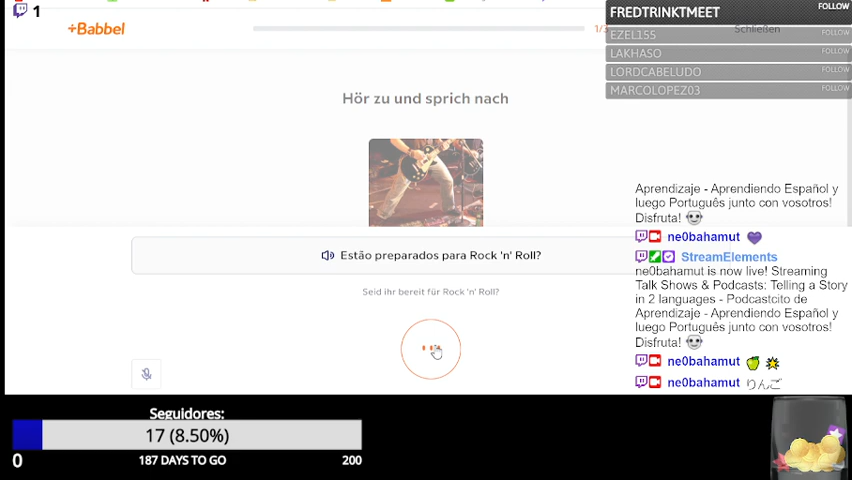 1
+Babbel
1/3
Schließen
Hör zu und sprich nach
Estão preparados para Rock 'n' Roll?
Seid ihr bereit für Rock 'n' Roll?
FREDTRINKTMEET FOLLOW
EZEL155 FOLLOW
LAKHASO FOLLOW
LORDCABELUDO FOLLOW
MARCOLOPEZ03 FOLLOW
Aprendizaje - Aprendiendo Español y
luego Português junto con vosotros!
Disfruta!
ne0bahamut
StreamElements
ne0bahamut is now live! Streaming
Talk Shows & Podcasts: Telling a Story
in 2 languages - Podcastcito de
Aprendizaje - Aprendiendo Español y
luego Português junto con vosotros!
Disfruta!
ne0bahamut
ne0bahamut りんご
Seguidores:
17 (8.50%)
0 187 DAYS TO GO 200